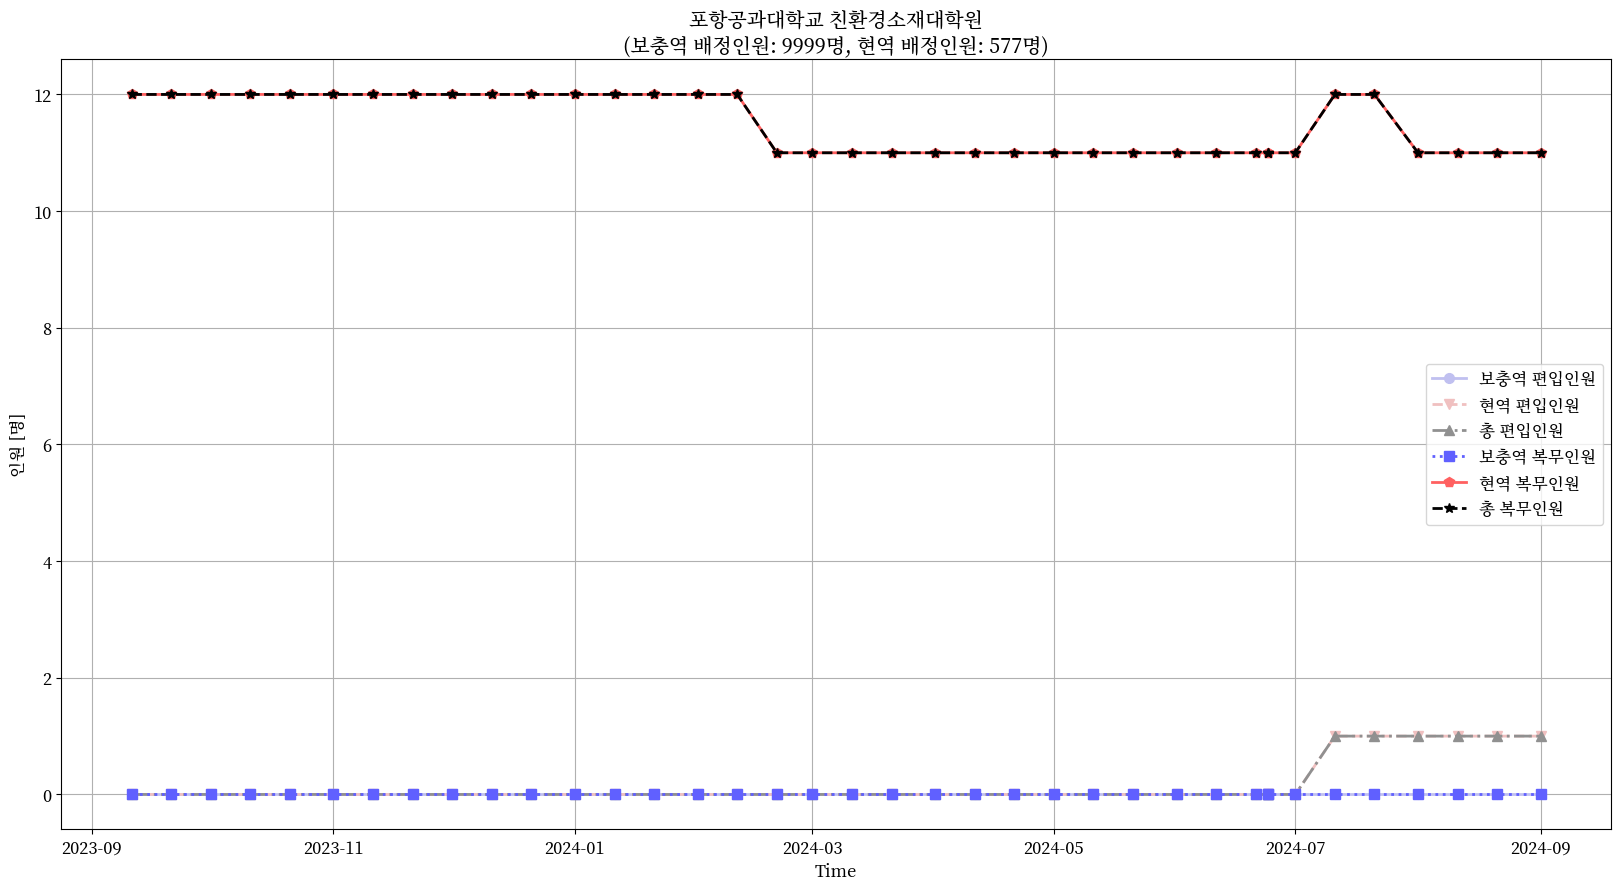 포항공과대학교 친환경소재대학원
(보충역 배정인원: 9999명, 현역 배정인원: 577명)
12
10
8
6
4
2
0
인원 [명]
보충역 편입인원
현역 편입인원
총 편입인원
보충역 복무인원
현역 복무인원
총 복무인원
2023-09
2023-11
2024-01
2024-03
2024-05
2024-07
2024-09
Time